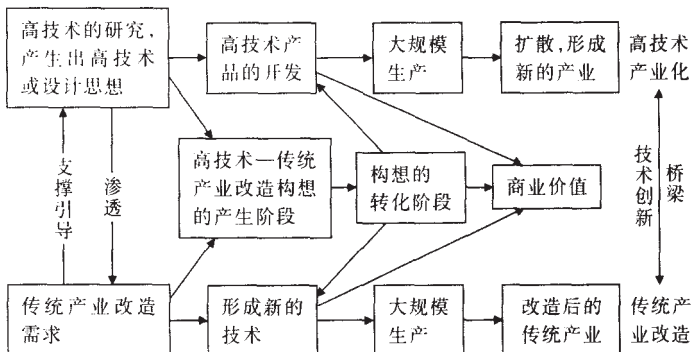 高技术的研究,
产生出高技术
或设计思想
高技术产
品的开发
大规模
生产
扩散,形成
新的产业
高技术
产业化
支撑引导
渗透
高技术—传统
产业改造构想
的产生阶段
构想的
转化阶段
商业价值
技术创新
桥梁
传统产业改造
需求
形成新的
技术
大规模
生产
改造后的
传统产业
传统产
业改造